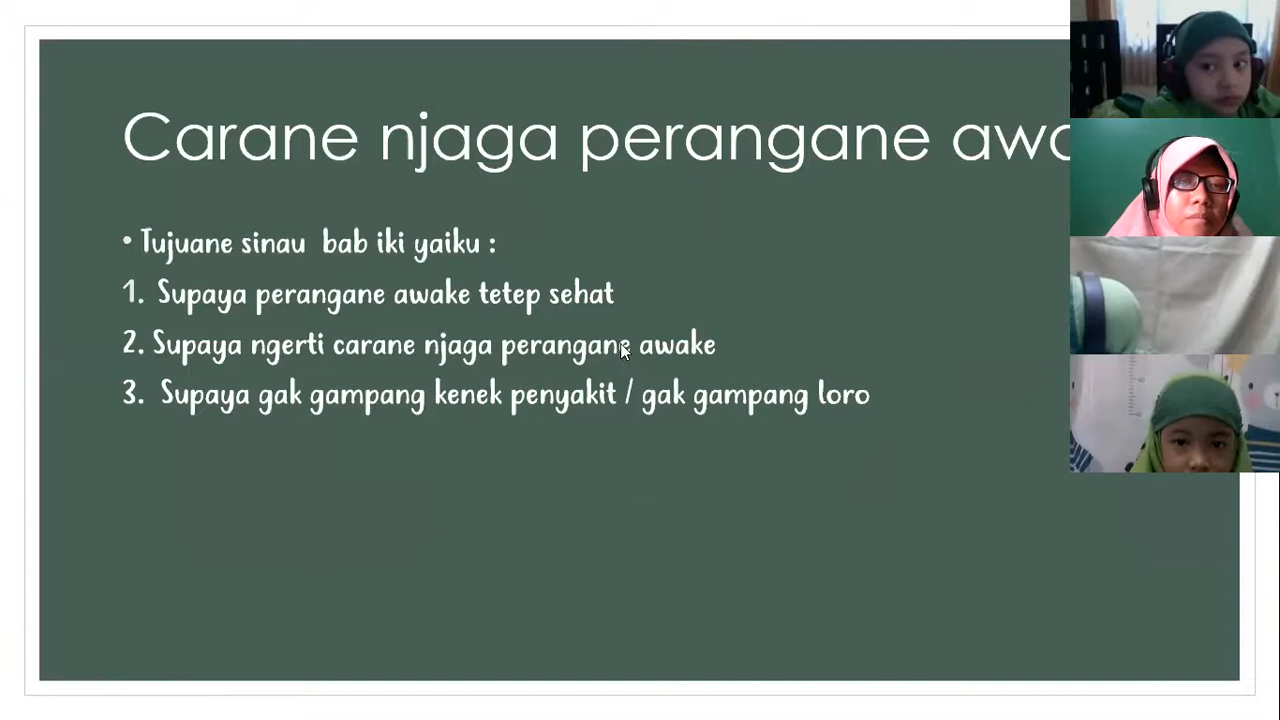 Carane njaga perangane
• Tujuane sinau bab iki yaiku :
1. Supaya perangane awake tetep sehat
2. Supaya ngerti carane njaga perangane awake
3. Supaya gak gampang kenek penyakit / gak gampang loro